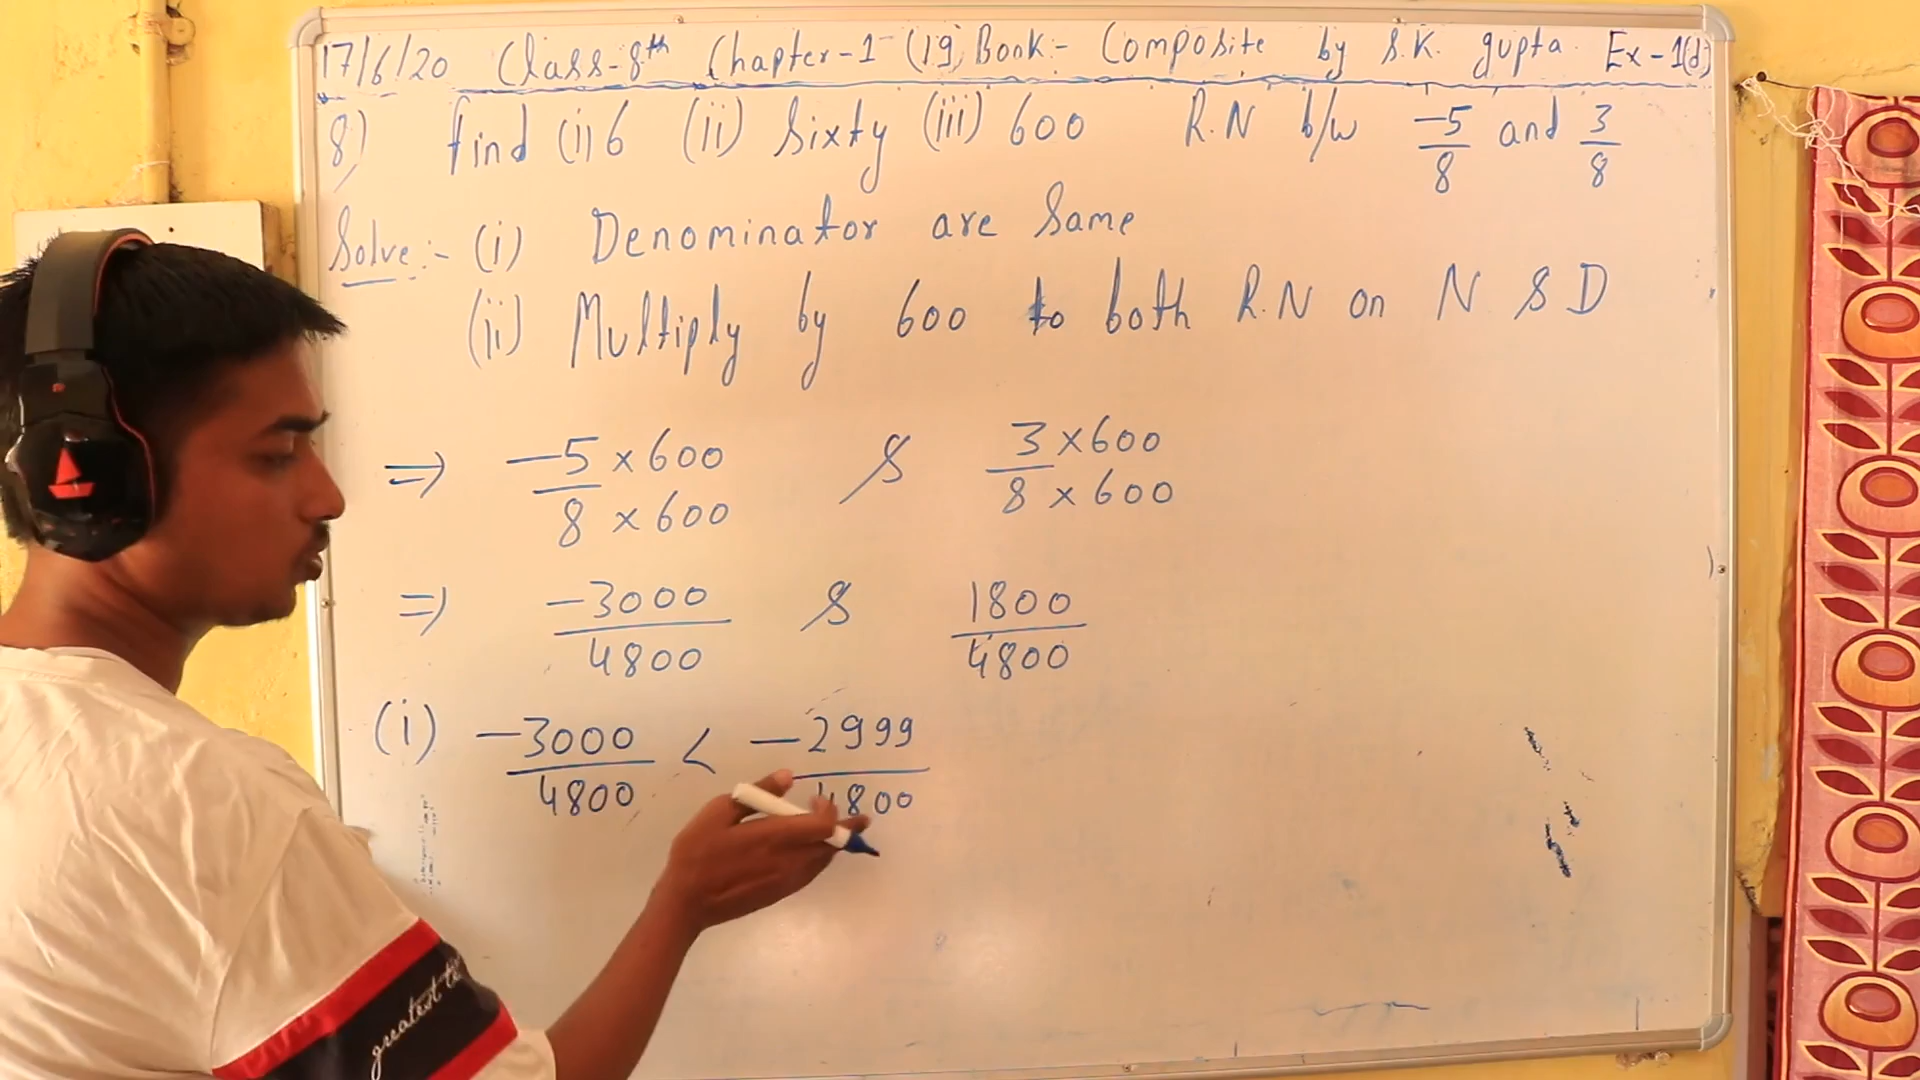 17/6/20 Class-8th Chapter-1 (19) Book:- Composite by S.K. gupta. Ex-1(d)
8) find (i) 6 (ii) Sixty (iii) 600 R.N b/w -5/8 and 3/8
Solve:- (i) Denominator are Same
(ii) Multiply by 600 to both R.N on N & D
⇒ -5×600 / 8×600 & 3×600 / 8×600
⇒ -3000/4800 & 1800/4800
(i) -3000/4800 < -2999/4800
greatest